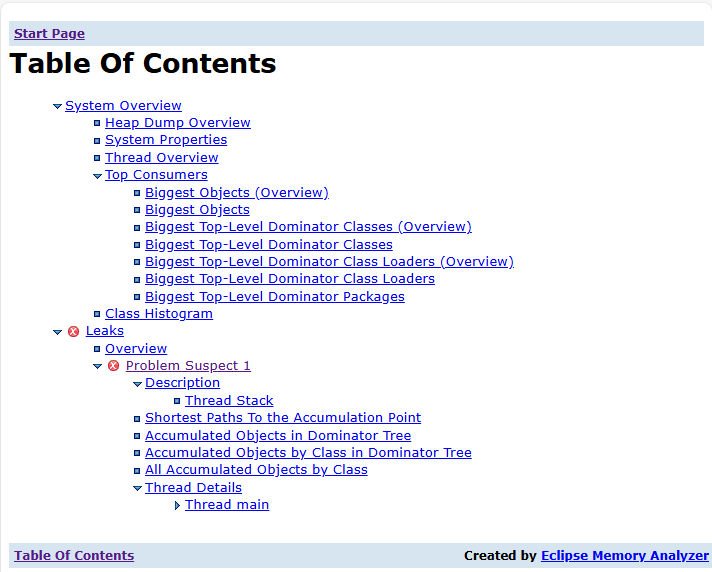 Start Page
Table Of Contents
System Overview
Heap Dump Overview
System Properties
Thread Overview
Top Consumers
Biggest Objects (Overview)
Biggest Objects
Biggest Top-Level Dominator Classes (Overview)
Biggest Top-Level Dominator Classes
Biggest Top-Level Dominator Class Loaders (Overview)
Biggest Top-Level Dominator Class Loaders
Biggest Top-Level Dominator Packages
Class Histogram
Leaks
Overview
Problem Suspect 1
Description
Thread Stack
Shortest Paths To the Accumulation Point
Accumulated Objects in Dominator Tree
Accumulated Objects by Class in Dominator Tree
All Accumulated Objects by Class
Thread Details
Thread main
Table Of Contents Created by Eclipse Memory Analyzer